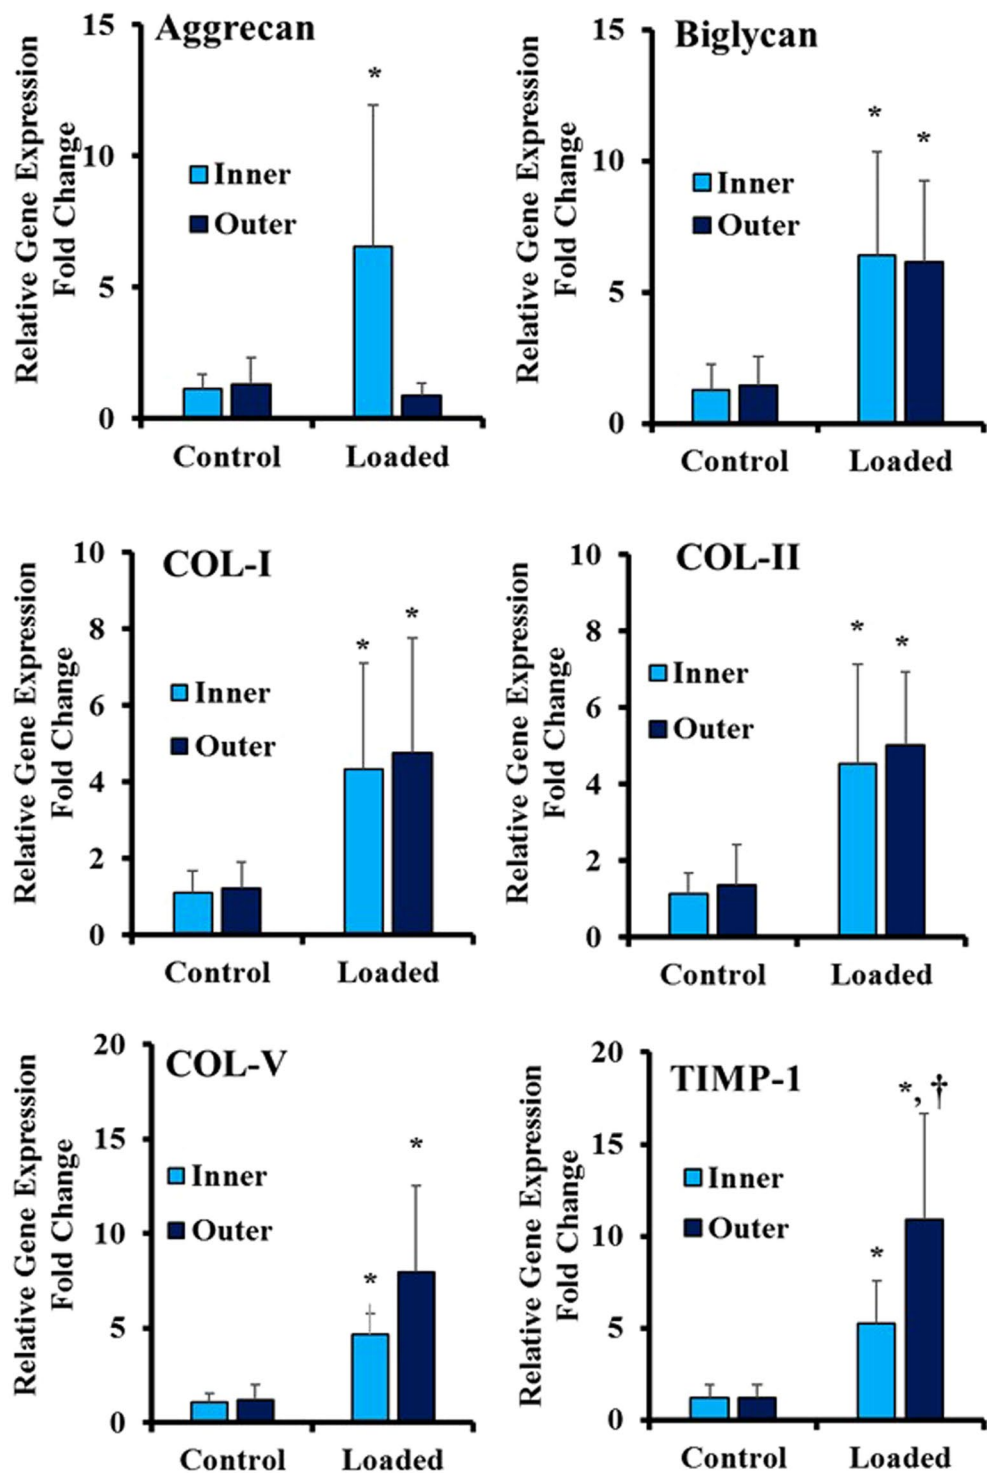 Aggrecan
Relative Gene Expression
Fold Change
15
10
5
0
Inner
Outer
*
Control
Loaded
Biglycan
Relative Gene Expression
Fold Change
15
10
5
0
Inner
Outer
*
*
Control
Loaded
COL-I
Relative Gene Expression
Fold Change
10
8
6
4
2
0
Inner
Outer
*
*
Control
Loaded
COL-II
Relative Gene Expression
Fold Change
10
8
6
4
2
0
Inner
Outer
*
*
Control
Loaded
COL-V
Relative Gene Expression
Fold Change
20
15
10
5
0
Inner
Outer
*
*
Control
Loaded
TIMP-1
Relative Gene Expression
Fold Change
20
15
10
5
0
Inner
Outer
*
*, †
Control
Loaded